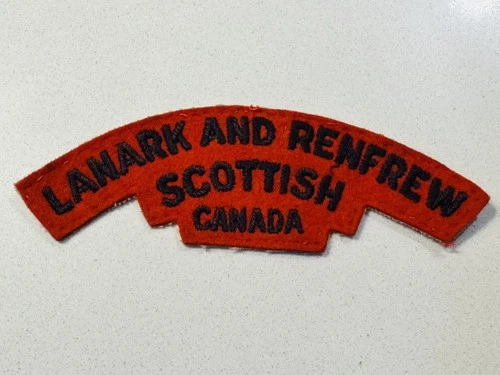 LANARK AND RENFREW
SCOTTISH
CANADA